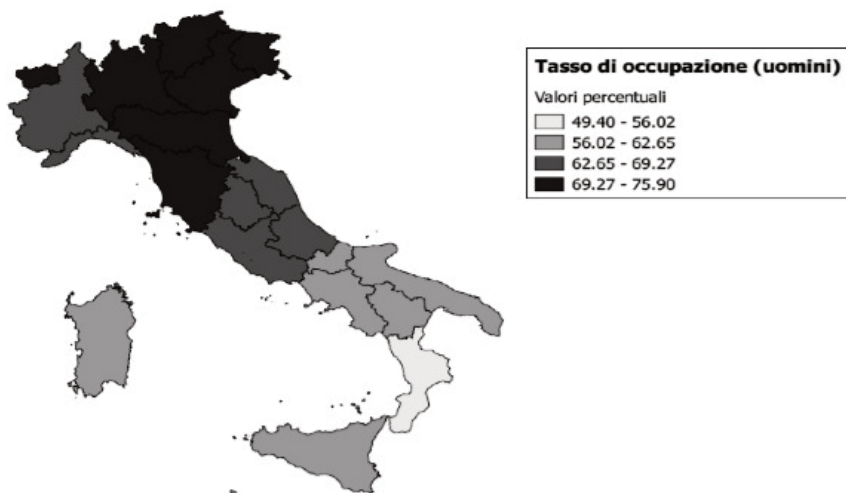 Tasso di occupazione (uomini)
Valori percentuali
49.40 - 56.02
56.02 - 62.65
62.65 - 69.27
69.27 - 75.90